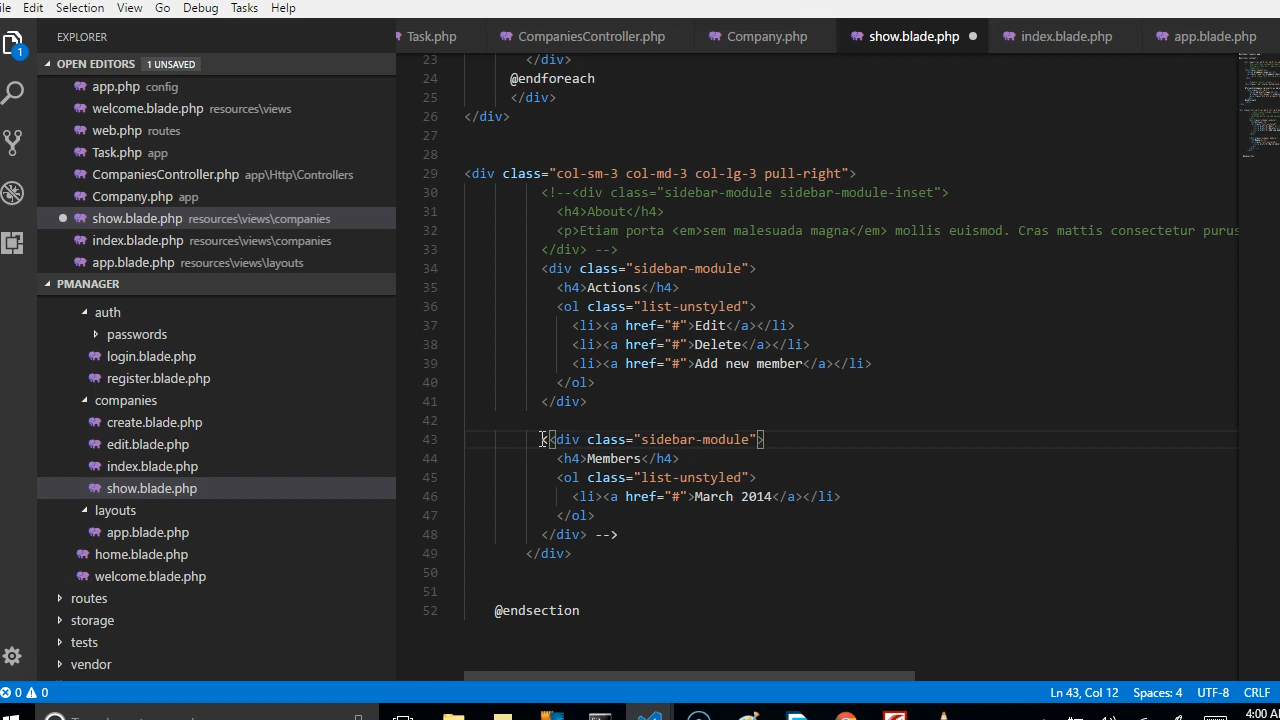 ile Edit Selection View Go Debug Tasks Help
EXPLORER
Task.php CompaniesController.php Company.php show.blade.php index.blade.php app.blade.php
1
OPEN EDITORS 1 UNSAVED
app.php config
welcome.blade.php resources\views
web.php routes
Task.php app
CompaniesController.php app\Http\Controllers
Company.php app
show.blade.php resources\views\companies
index.blade.php resources\views\companies
app.blade.php resources\views\layouts
PMANAGER
auth
passwords
login.blade.php
register.blade.php
companies
create.blade.php
edit.blade.php
index.blade.php
show.blade.php
layouts
app.blade.php
home.blade.php
welcome.blade.php
routes
storage
tests
vendor
23 </div>
24 @endforeach
25 </div>
26 </div>
27
28
29 <div class="col-sm-3 col-md-3 col-lg-3 pull-right">
30 <!--<div class="sidebar-module sidebar-module-inset">
31 <h4>About</h4>
32 <p>Etiam porta <em>sem malesuada magna</em> mollis euismod. Cras mattis consectetur purus
33 </div> -->
34 <div class="sidebar-module">
35 <h4>Actions</h4>
36 <ol class="list-unstyled">
37 <li><a href="#">Edit</a></li>
38 <li><a href="#">Delete</a></li>
39 <li><a href="#">Add new member</a></li>
40 </ol>
41 </div>
42
43 <<div class="sidebar-module">
44 <h4>Members</h4>
45 <ol class="list-unstyled">
46 <li><a href="#">March 2014</a></li>
47 </ol>
48 </div> -->
49 </div>
50
51
52 @endsection
0 0 Ln 43, Col 12 Spaces: 4 UTF-8 CRLF
4:00 A